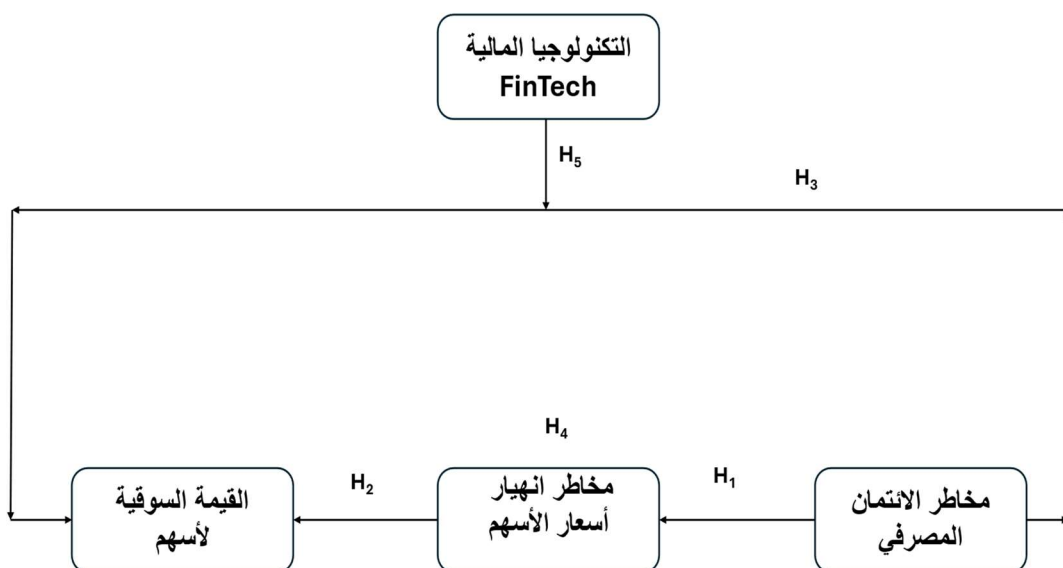 التكنولوجيا المالية
FinTech
H₅
H₃
H₄
مخاطر الائتمان
المصرفي
H₁
مخاطر انهيار
أسعار الأسهم
H₂
القيمة السوقية
لأسهم